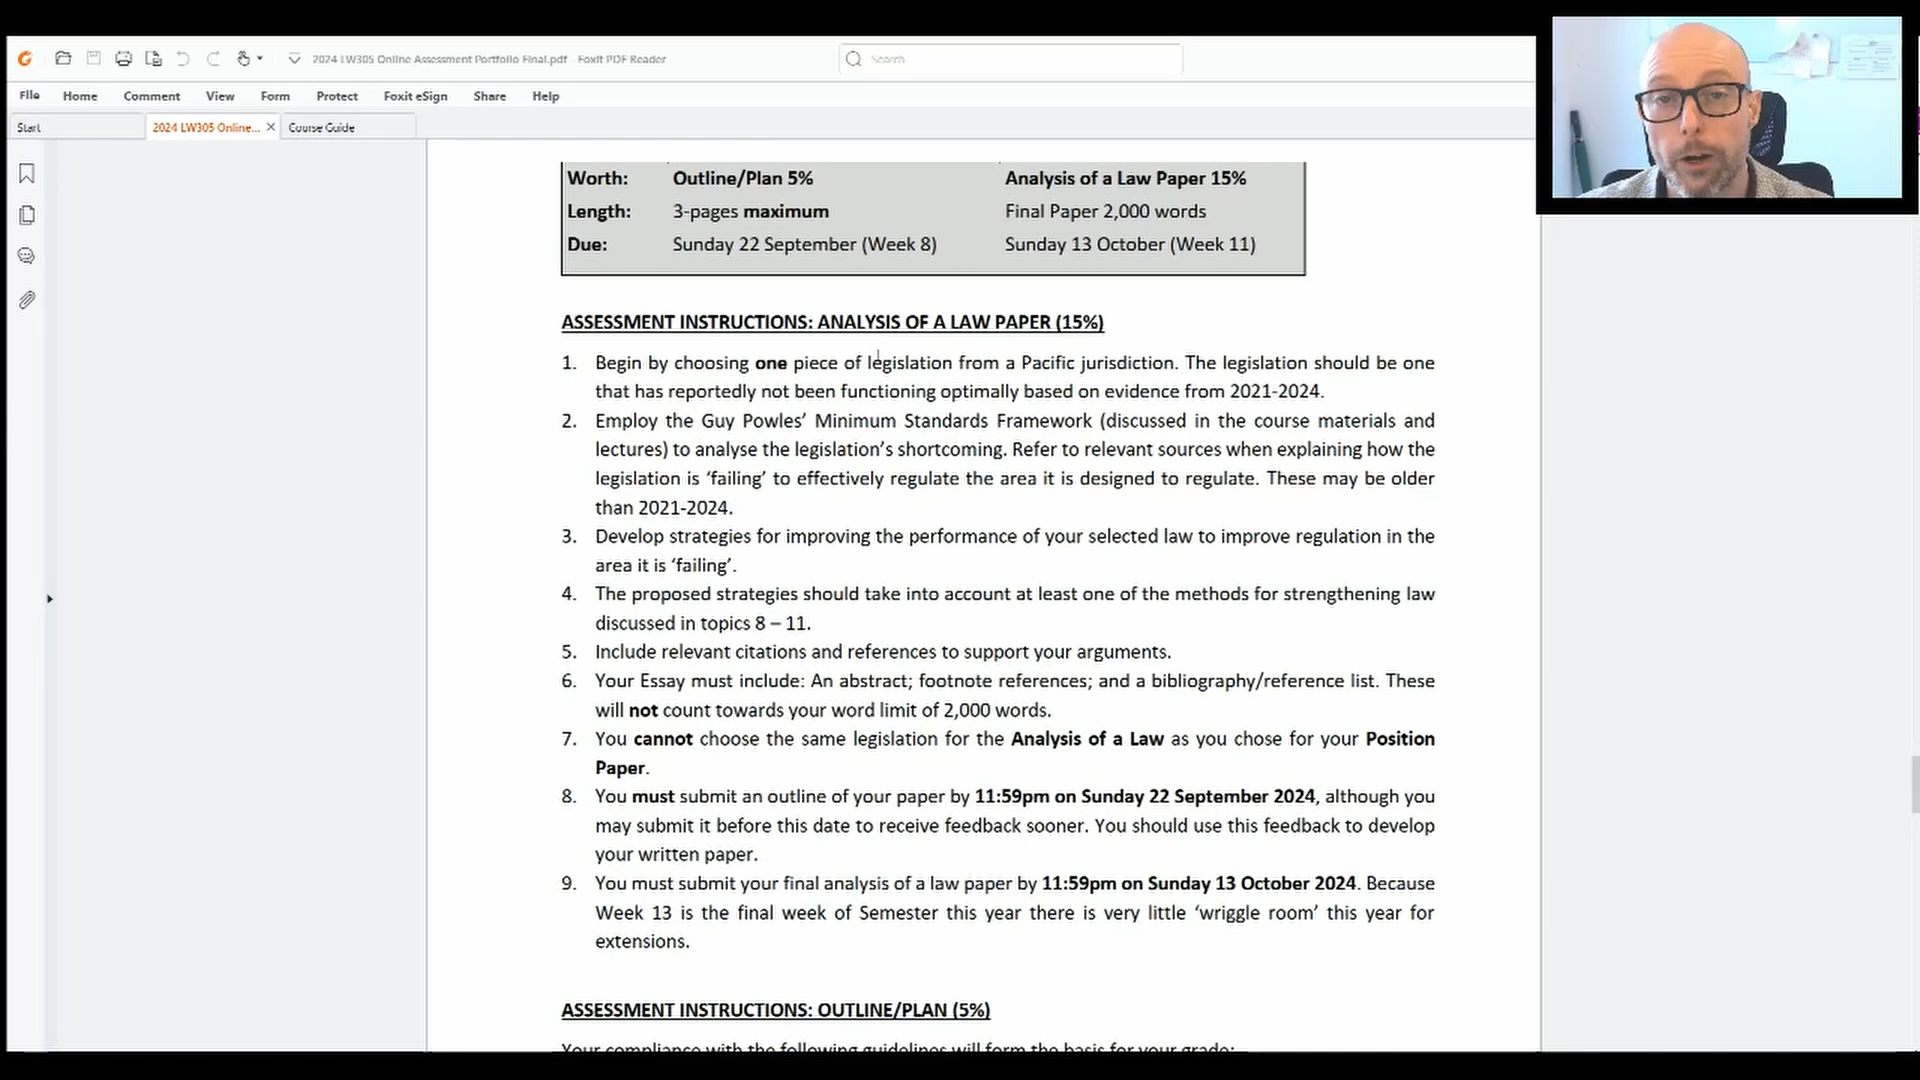 2024 LW305 Online Assessment Portfolio Final.pdf - Foxit PDF Reader
Search
File Home Comment View Form Protect Foxit eSign Share Help
Start 2024 LW305 Online... Course Guide
Worth: Outline/Plan 5% Analysis of a Law Paper 15%
Length: 3-pages maximum Final Paper 2,000 words
Due: Sunday 22 September (Week 8) Sunday 13 October (Week 11)
ASSESSMENT INSTRUCTIONS: ANALYSIS OF A LAW PAPER (15%)
1. Begin by choosing one piece of legislation from a Pacific jurisdiction. The legislation should be one
that has reportedly not been functioning optimally based on evidence from 2021-2024.
2. Employ the Guy Powles’ Minimum Standards Framework (discussed in the course materials and
lectures) to analyse the legislation’s shortcoming. Refer to relevant sources when explaining how the
legislation is ‘failing’ to effectively regulate the area it is designed to regulate. These may be older
than 2021-2024.
3. Develop strategies for improving the performance of your selected law to improve regulation in the
area it is ‘failing’.
4. The proposed strategies should take into account at least one of the methods for strengthening law
discussed in topics 8 – 11.
5. Include relevant citations and references to support your arguments.
6. Your Essay must include: An abstract; footnote references; and a bibliography/reference list. These
will not count towards your word limit of 2,000 words.
7. You cannot choose the same legislation for the Analysis of a Law as you chose for your Position
Paper.
8. You must submit an outline of your paper by 11:59pm on Sunday 22 September 2024, although you
may submit it before this date to receive feedback sooner. You should use this feedback to develop
your written paper.
9. You must submit your final analysis of a law paper by 11:59pm on Sunday 13 October 2024. Because
Week 13 is the final week of Semester this year there is very little ‘wriggle room’ this year for
extensions.
ASSESSMENT INSTRUCTIONS: OUTLINE/PLAN (5%)
Your compliance with the following guidelines will form the basis for your grade: